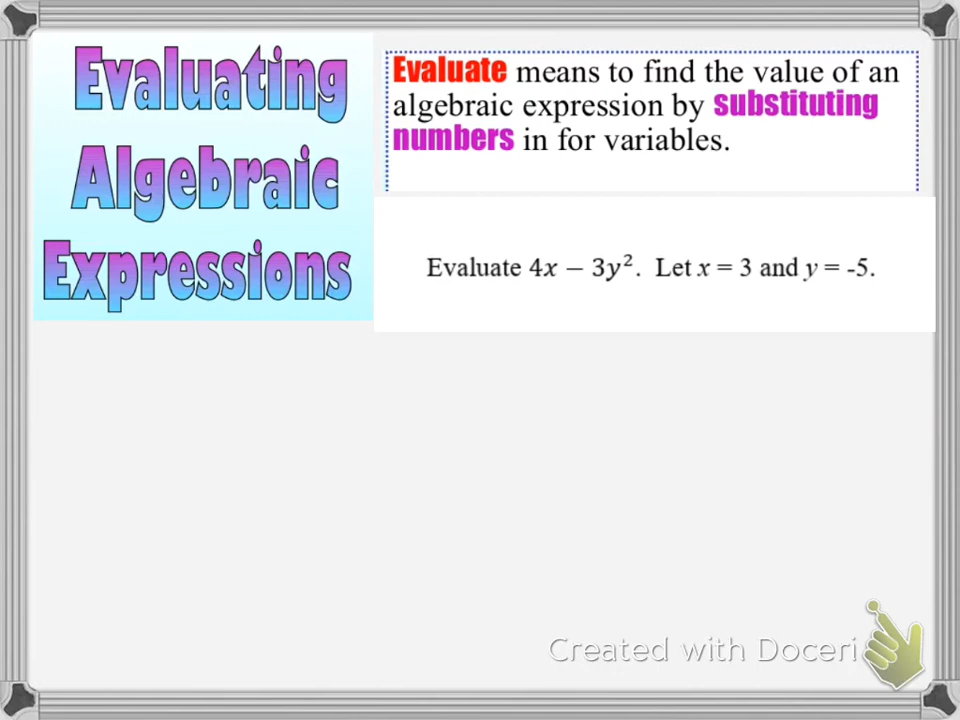 Evaluating
Algebraic
Expressions
Evaluate means to find the value of an
algebraic expression by substituting
numbers in for variables.
Evaluate 4x − 3y². Let x = 3 and y = -5.
Created with Doceri